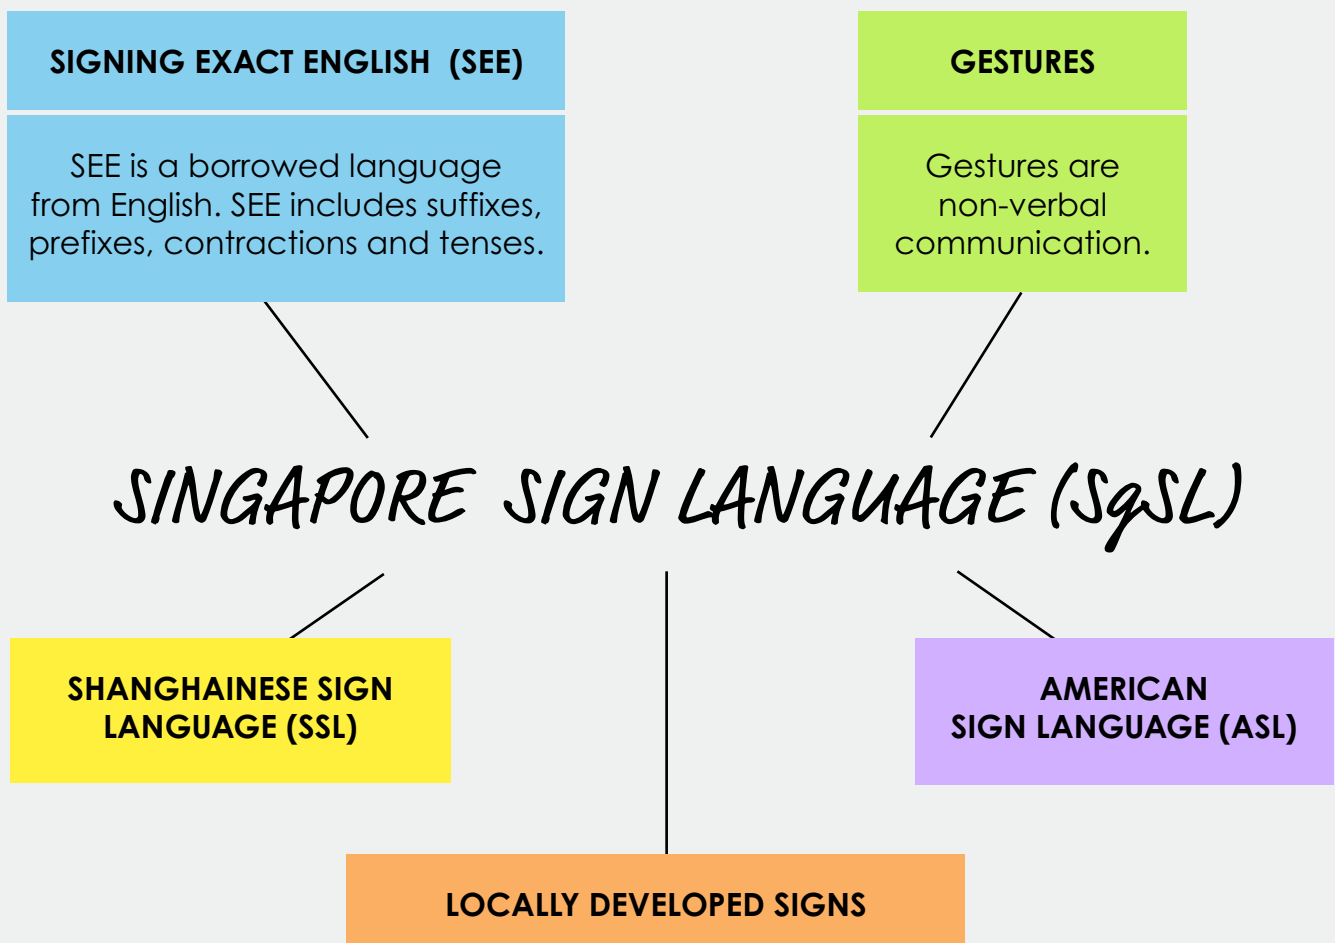 SIGNING EXACT ENGLISH (SEE)
SEE is a borrowed language
from English. SEE includes suffixes,
prefixes, contractions and tenses.
GESTURES
Gestures are
non-verbal
communication.
SINGAPORE SIGN LANGUAGE (SgSL)
SHANGHAINESE SIGN
LANGUAGE (SSL)
AMERICAN
SIGN LANGUAGE (ASL)
LOCALLY DEVELOPED SIGNS